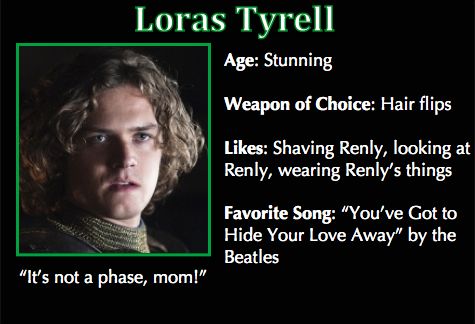 Loras Tyrell
Age: Stunning
Weapon of Choice: Hair flips
Likes: Shaving Renly, looking at
Renly, wearing Renly's things
Favorite Song: "You've Got to
Hide Your Love Away" by the
Beatles
"It's not a phase, mom!"